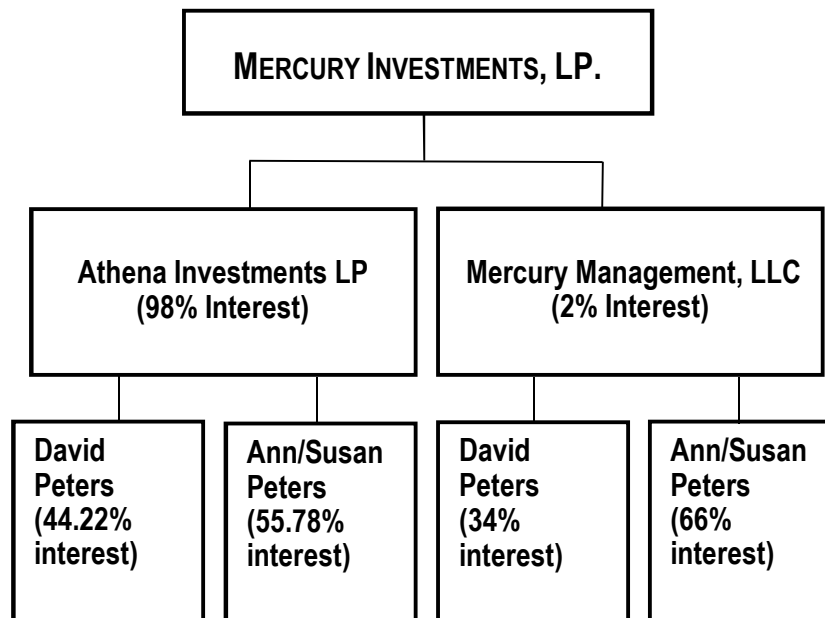 MERCURY INVESTMENTS, LP.
Athena Investments LP
(98% Interest)
Mercury Management, LLC
(2% Interest)
David
Peters
(44.22%
interest)
Ann/Susan
Peters
(55.78%
interest)
David
Peters
(34%
interest)
Ann/Susan
Peters
(66%
interest)